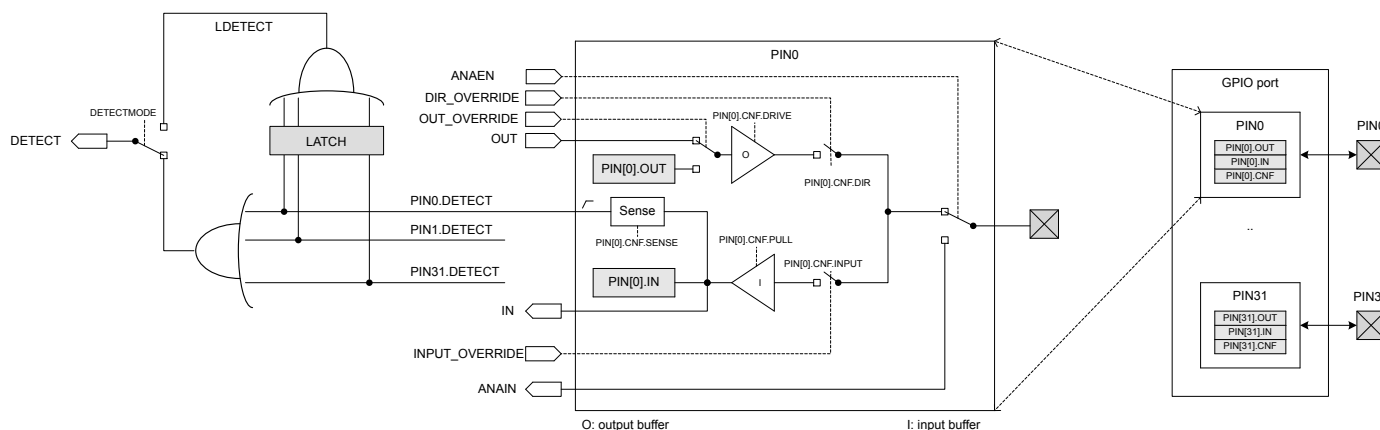 LDETECT
PIN0
GPIO port
ANAEN
DETECTMODE
DIR_OVERRIDE
OUT_OVERRIDE
PIN[0].CNF.DRIVE
PIN0
DETECT
LATCH
OUT
O
PIN[0].OUT
PIN[0].IN
PIN[0].CNF
PIN[0].OUT
PIN[0].CNF.DIR
PIN0.DETECT
Sense
PIN1.DETECT
PIN[0].CNF.SENSE
PIN[0].CNF.PULL
..
PIN[0].CNF.INPUT
PIN31.DETECT
PIN[0].IN
I
PIN31
IN
PIN[31].OUT
PIN[31].IN
PIN[31].CNF
INPUT_OVERRIDE
ANAIN
O: output buffer
I: input buffer